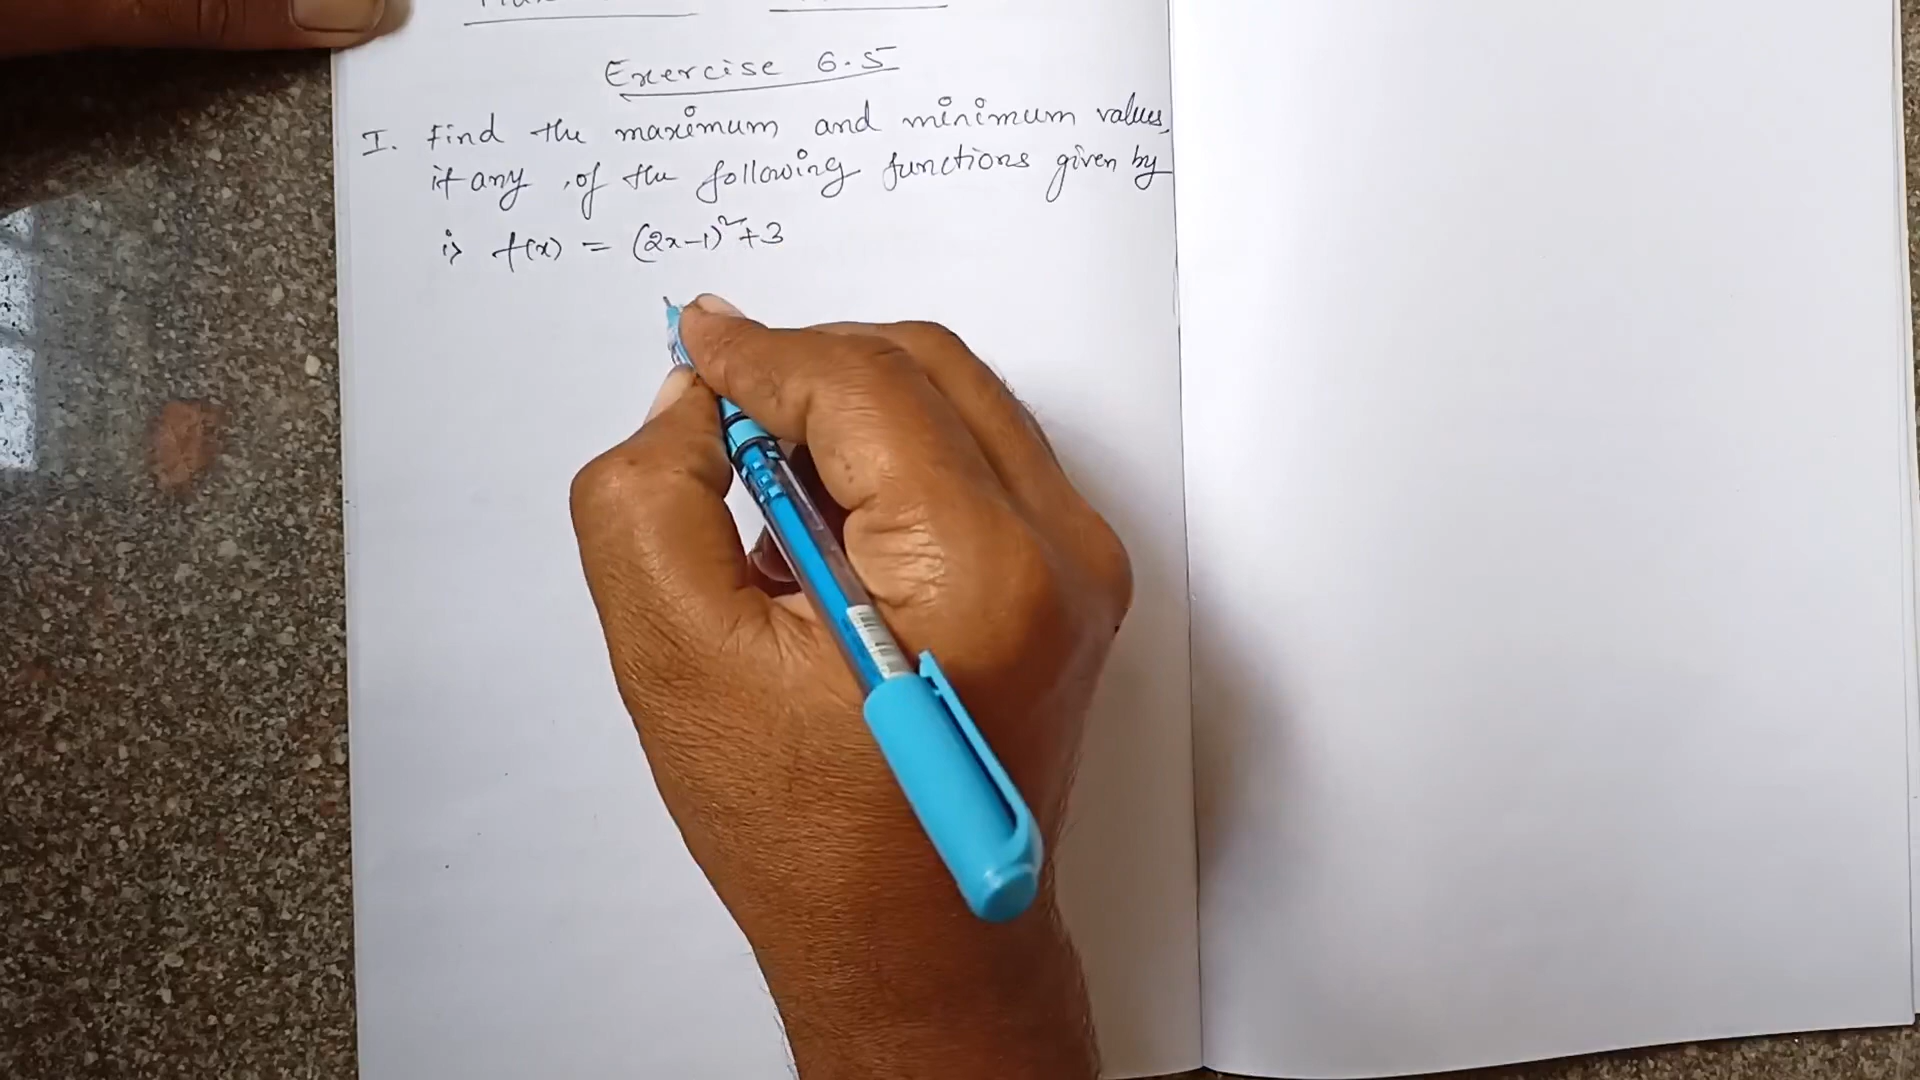 Exercise 6.5
I. Find the maximum and minimum values,
if any, of the following functions given by
i> f(x) = (2x-1)²+3